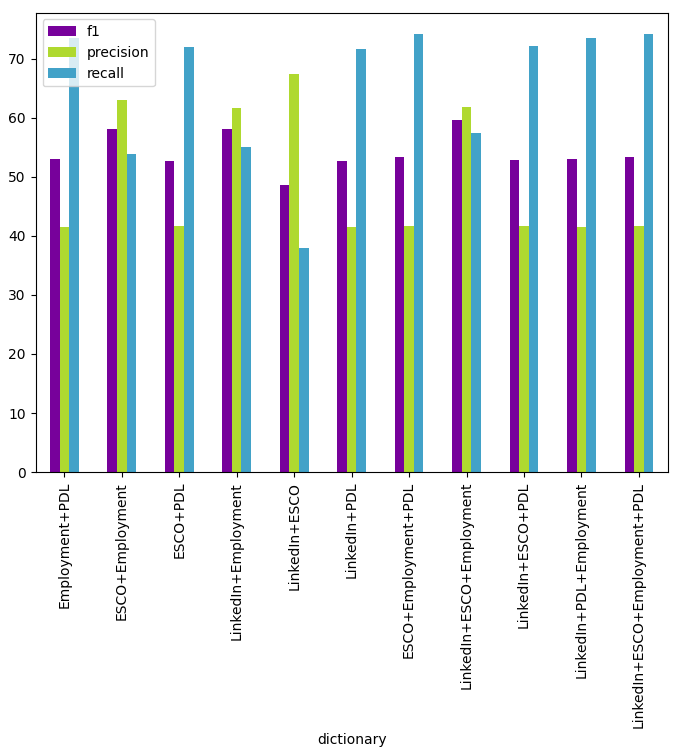 f1
precision
recall
70
60
50
40
30
20
10
0
Employment+PDL
ESCO+Employment
ESCO+PDL
LinkedIn+Employment
LinkedIn+ESCO
LinkedIn+PDL
ESCO+Employment+PDL
LinkedIn+ESCO+Employment
LinkedIn+ESCO+PDL
LinkedIn+PDL+Employment
LinkedIn+ESCO+Employment+PDL
dictionary